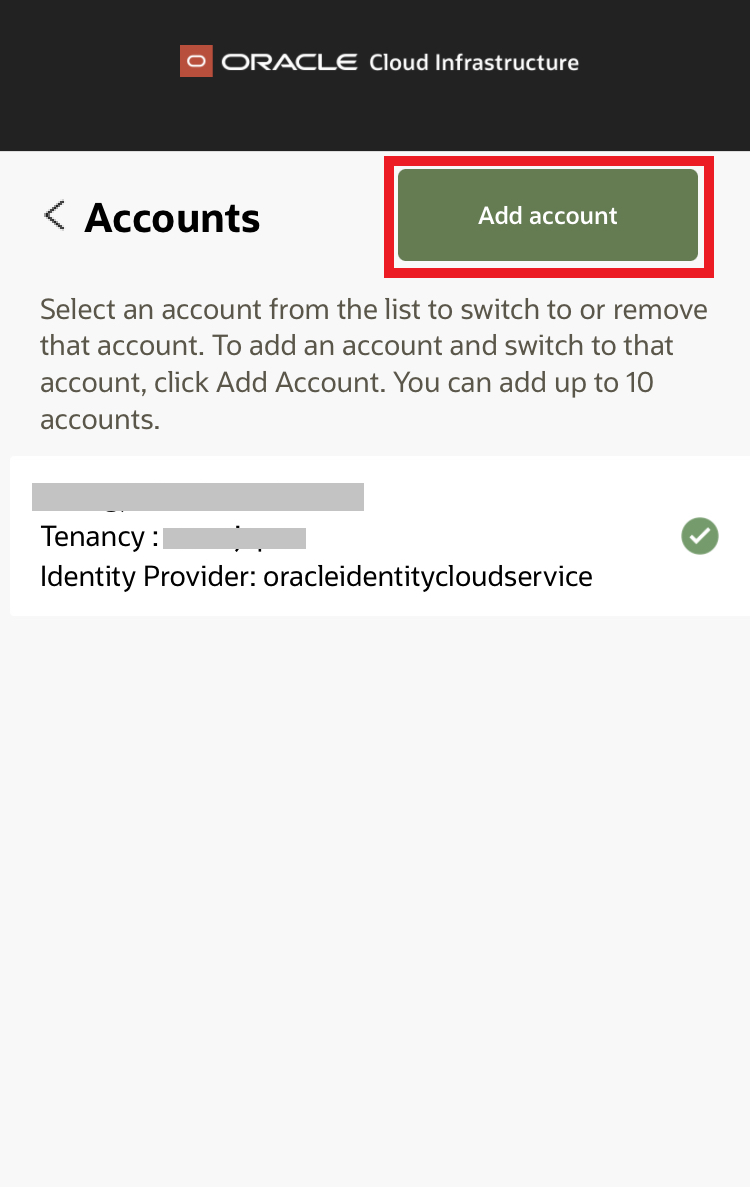 ORACLE Cloud Infrastructure
Accounts
Add account
Select an account from the list to switch to or remove
that account. To add an account and switch to that
account, click Add Account. You can add up to 10
accounts.
Tenancy :
Identity Provider: oracleidentitycloudservice